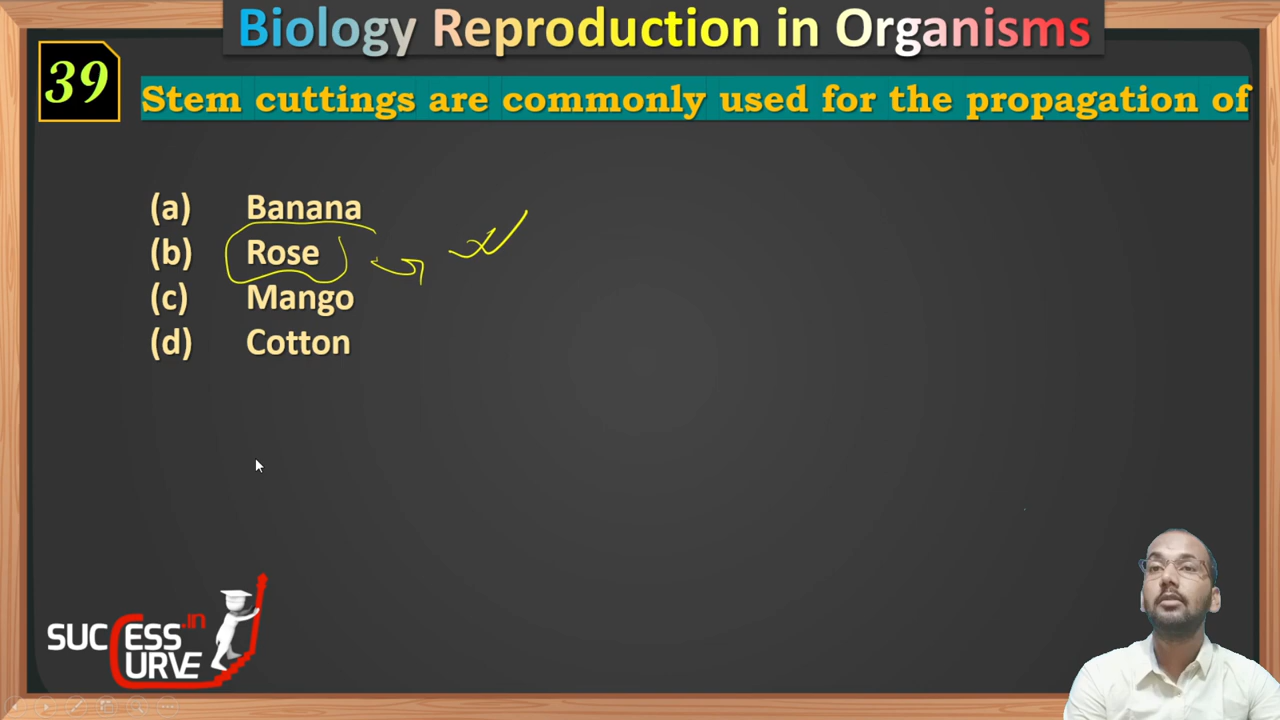 Biology Reproduction in Organisms
39
Stem cuttings are commonly used for the propagation of
(a) Banana
(b) Rose
(c) Mango
(d) Cotton
SUCCESS.in
CURVE